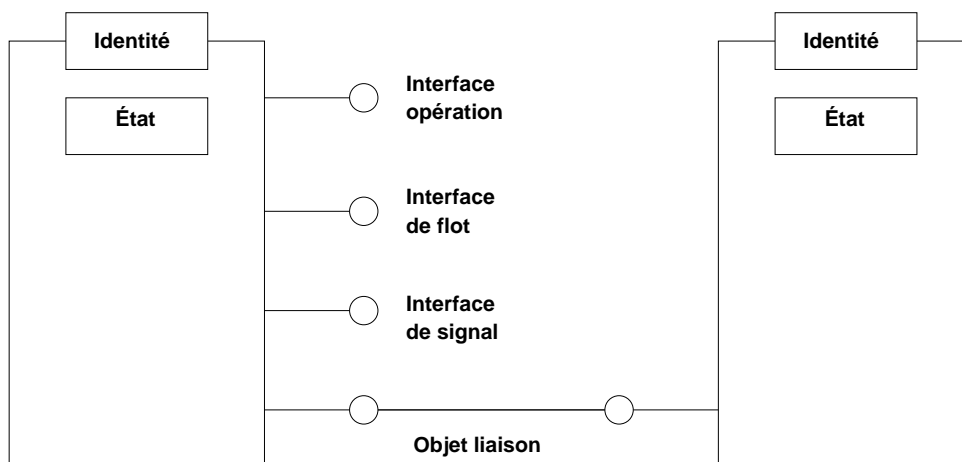 Identité
État
Interface
opération
Interface
de flot
Interface
de signal
Objet liaison
Identité
État